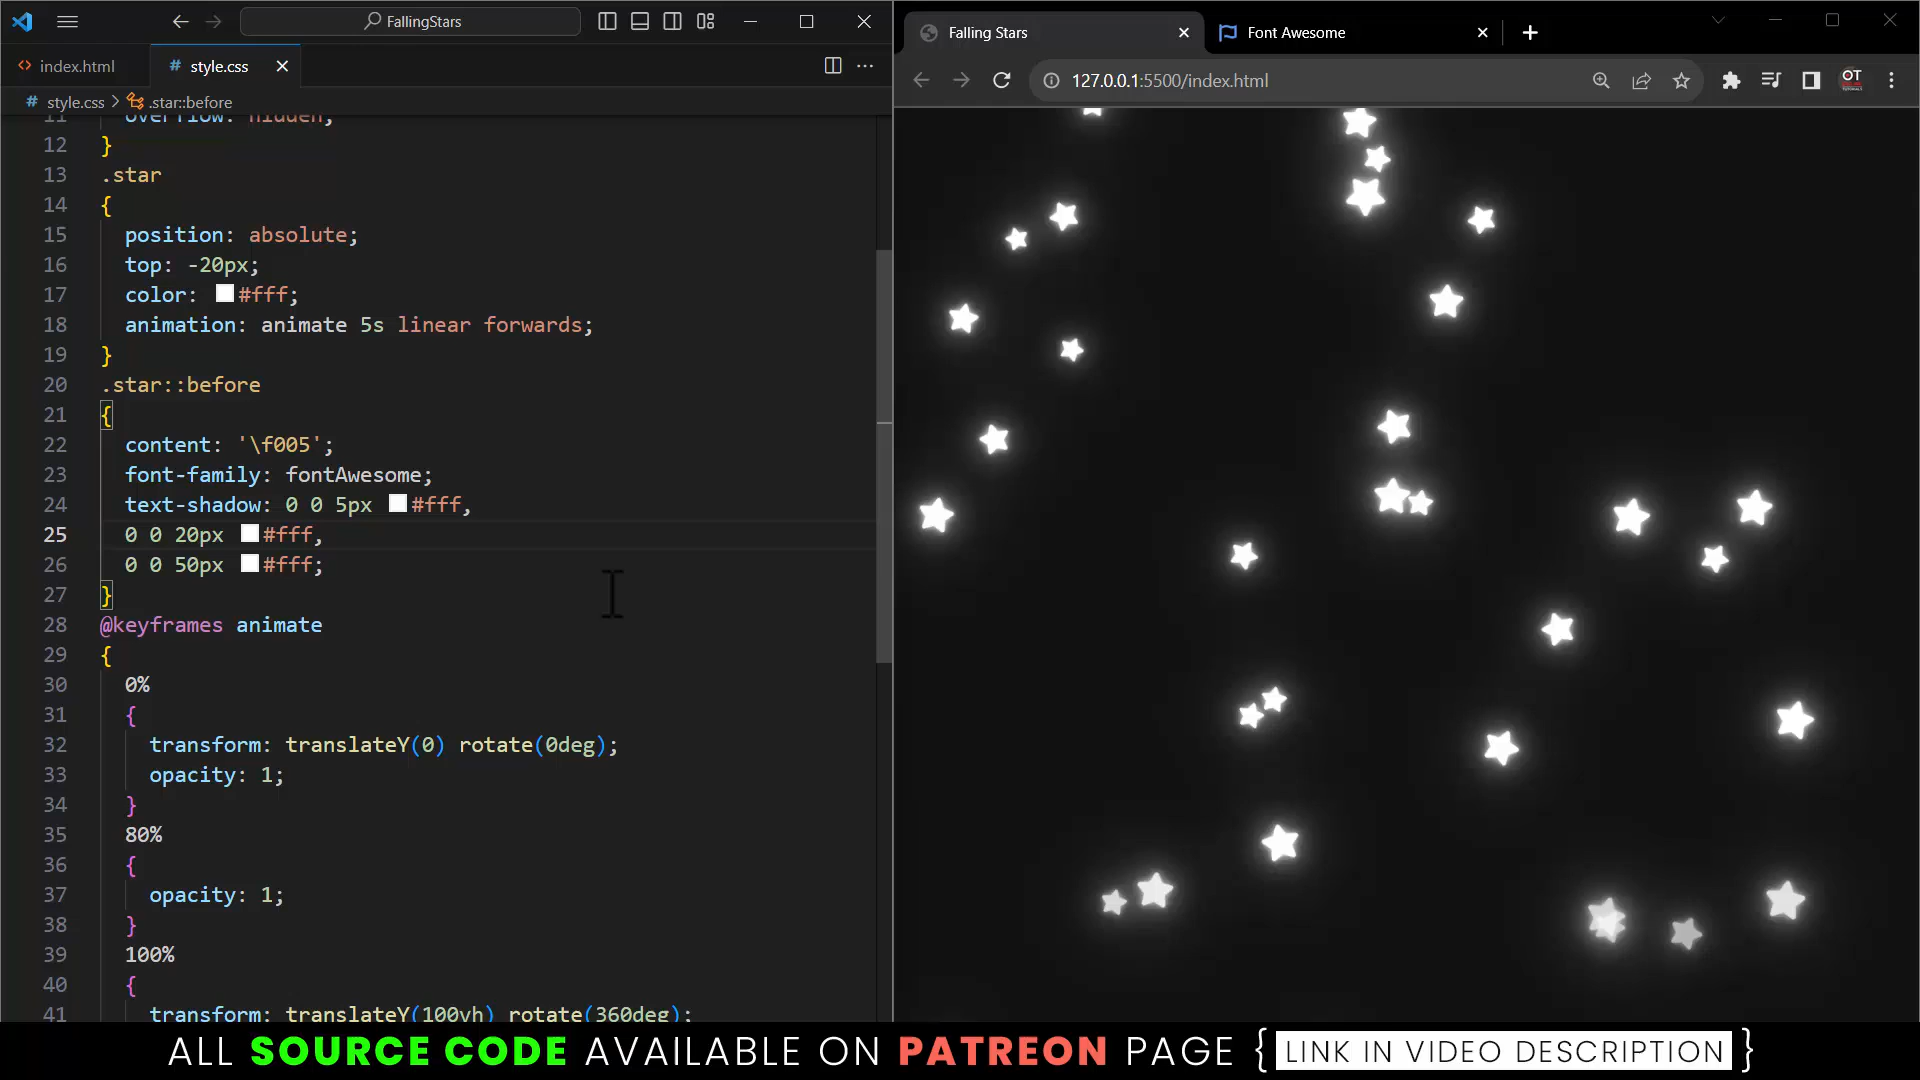 FallingStars
index.html
# style.css
# style.css > .star::before
11 overflow: hidden;
12 }
13 .star
14 {
15 position: absolute;
16 top: -20px;
17 color: #fff;
18 animation: animate 5s linear forwards;
19 }
20 .star::before
21 {
22 content: '\f005';
23 font-family: fontAwesome;
24 text-shadow: 0 0 5px #fff,
25 0 0 20px #fff,
26 0 0 50px #fff;
27 }
28 @keyframes animate
29 {
30 0%
31 {
32 transform: translateY(0) rotate(0deg);
33 opacity: 1;
34 }
35 80%
36 {
37 opacity: 1;
38 }
39 100%
40 {
41 transform: translateY(100vh) rotate(360deg);
Falling Stars
Font Awesome
127.0.0.1:5500/index.html
OT
ALL SOURCE CODE AVAILABLE ON PATREON PAGE { LINK IN VIDEO DESCRIPTION }